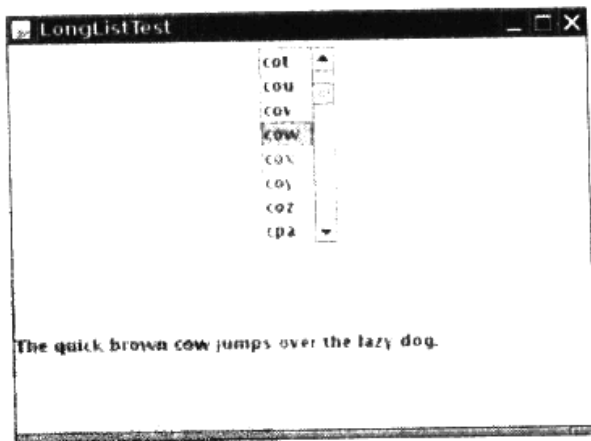 LongListTest
cot
cou
cov
cow
cox
coy
coz
cpa
The quick brown cow jumps over the lazy dog.